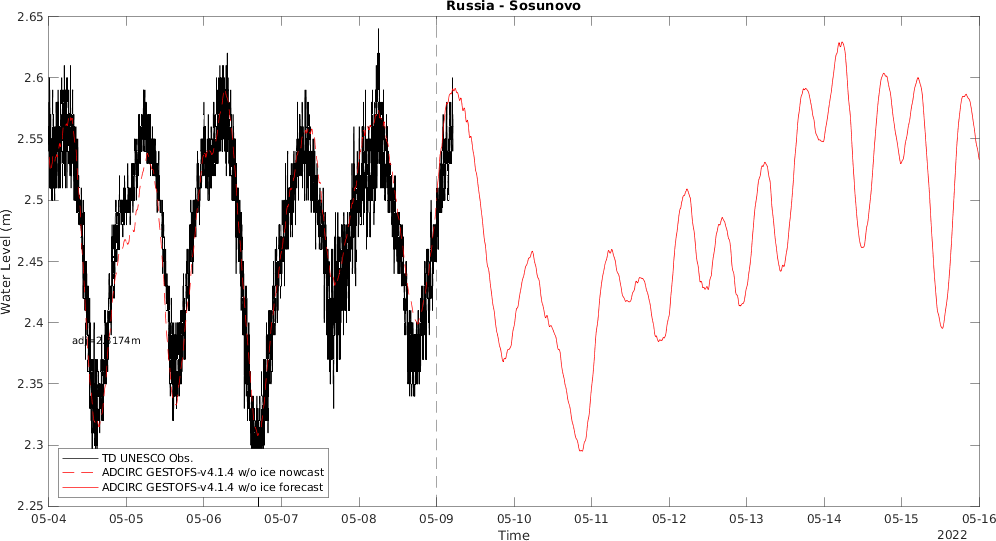 Russia - Sosunovo
2.65
2.6
2.55
2.5
2.45
2.4
2.35
2.3
2.25
Water Level (m)
adj=2.3174m
TD UNESCO Obs.
ADCIRC GESTOFS-v4.1.4 w/o ice nowcast
ADCIRC GESTOFS-v4.1.4 w/o ice forecast
05-04 05-05 05-06 05-07 05-08 05-09 05-10 05-11 05-12 05-13 05-14 05-15 05-16
Time
2022